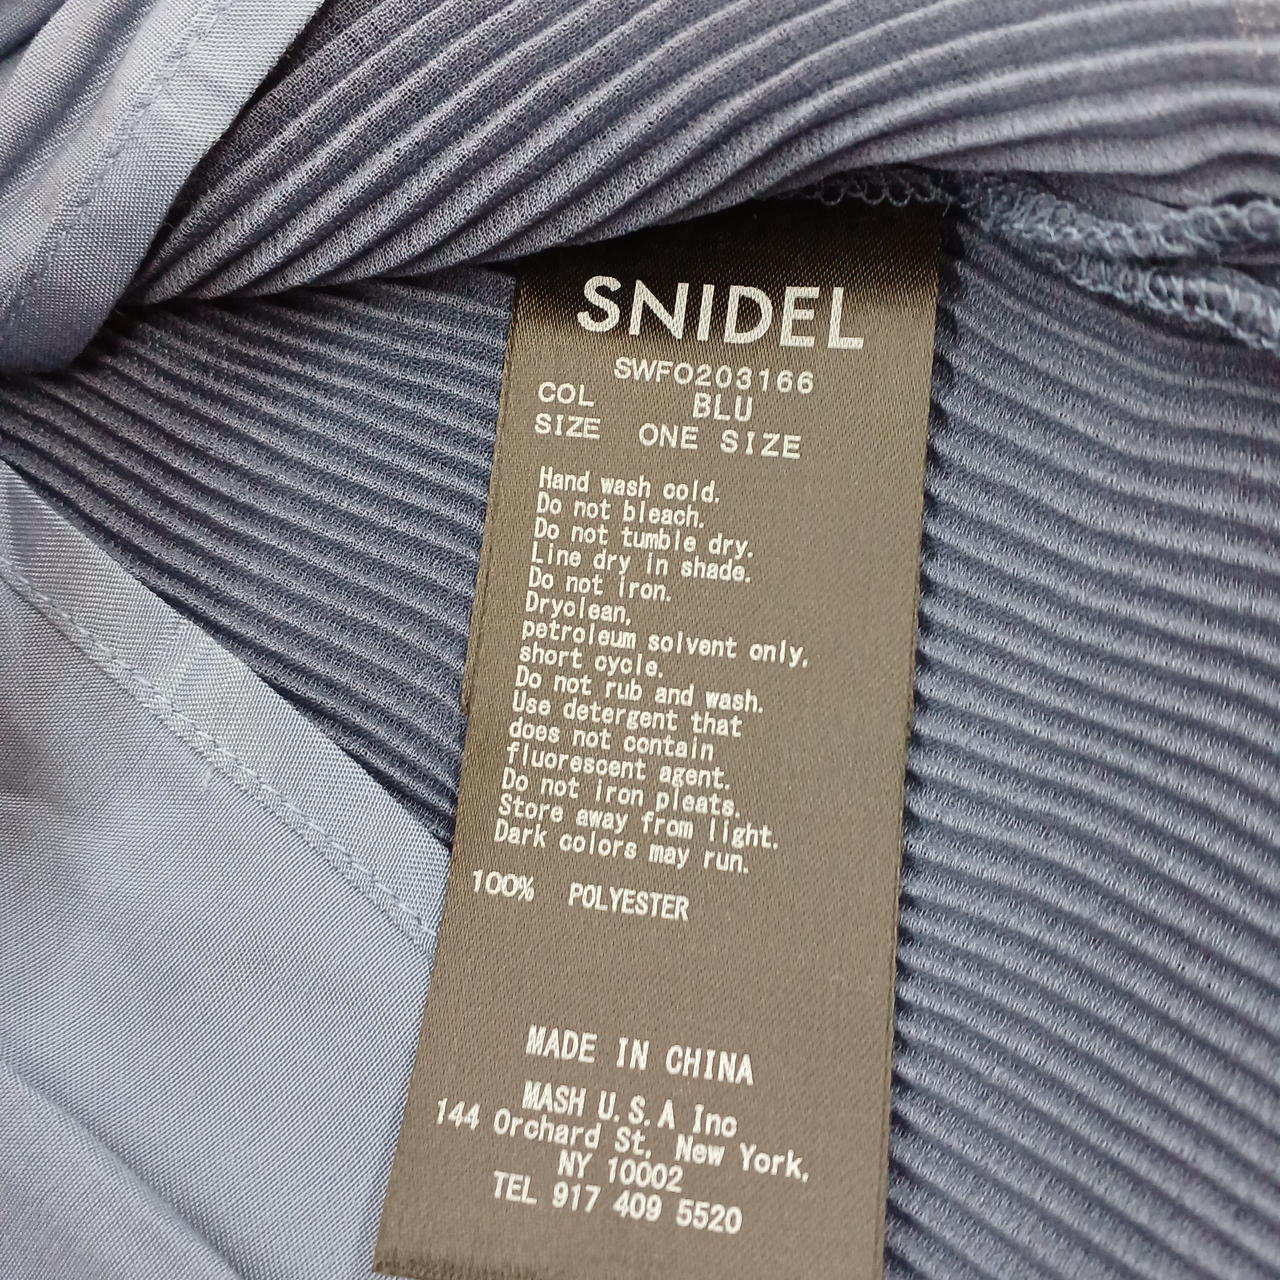 SNIDEL
SWFO203166
COL BLU
SIZE ONE SIZE
Hand wash cold.
Do not bleach.
Do not tumble dry.
Line dry in shade.
Do not iron.
Dryolean,
petroleum solvent only,
short cycle.
Do not rub and wash.
Use detergent that
does not contain
fluorescent agent.
Do not iron pleats.
Store away from light.
Dark colors may run.
100% POLYESTER
MADE IN CHINA
MASH U.S.A Inc
144 Orchard St, New York,
NY 10002
TEL 917 409 5520